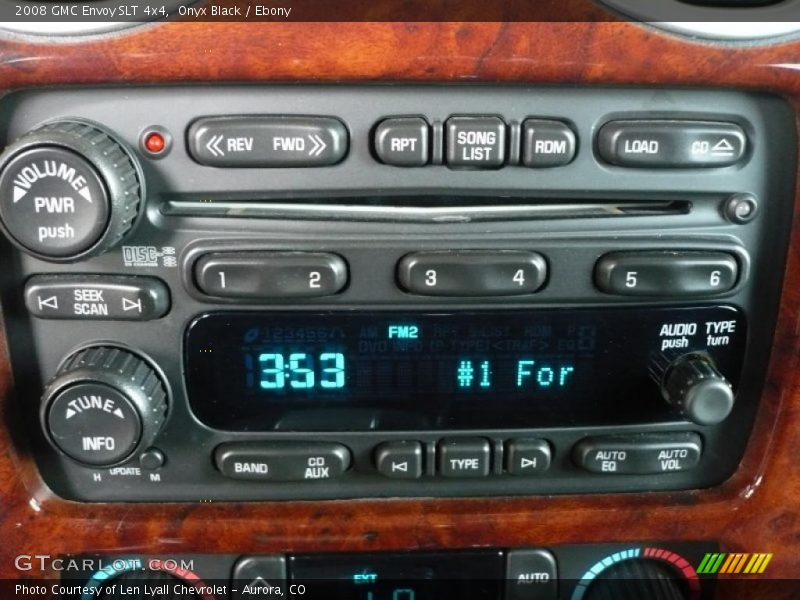 2008 GMC Envoy SLT 4x4,  Onyx Black / Ebony
VOLUME
PWR
push
REV FWD
RPT
SONG
LIST
RDM
LOAD CD
DISC
1 2 3 4 5 6
SEEK
SCAN
FM2
AUDIO TYPE
push turn
3:53 #1 For
TUNE
INFO
H UPDATE M
BAND
CD
AUX
TYPE
AUTO
EQ
AUTO
VOL
EXT
AUTO
GTCARLOT.COM
Photo Courtesy of Len Lyall Chevrolet - Aurora, CO